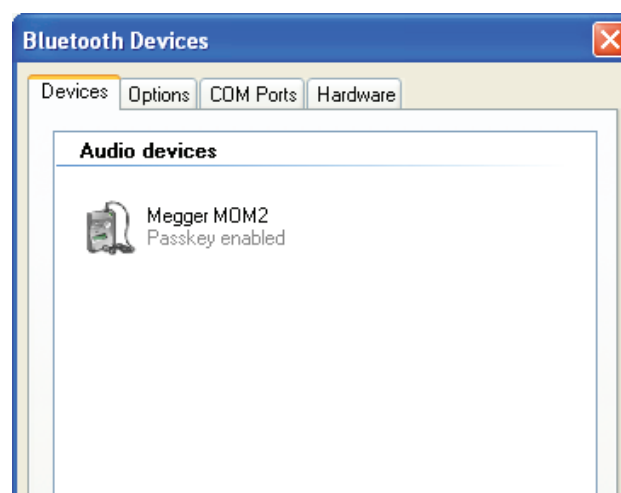 Bluetooth Devices
Devices Options COM Ports Hardware
Audio devices
Megger MOM2
Passkey enabled